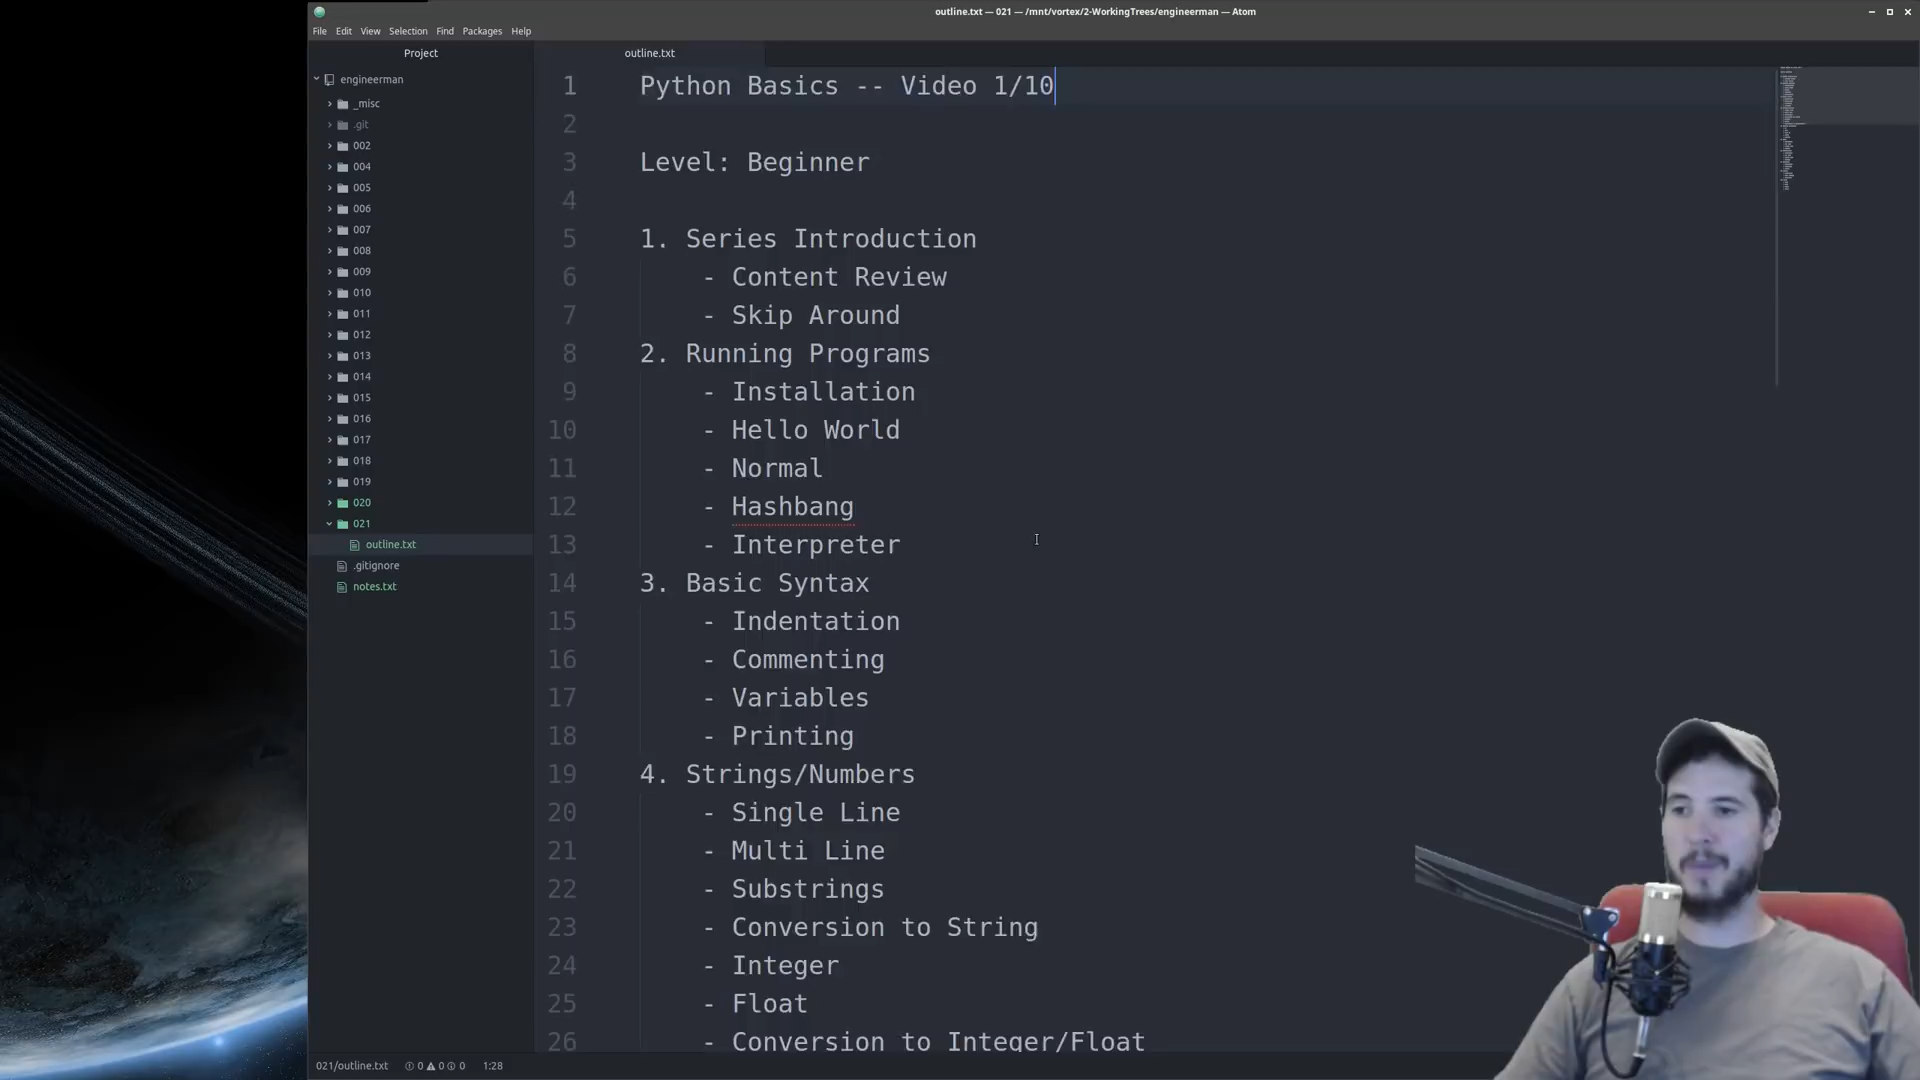 outline.txt — 021 — /mnt/vortex/2-WorkingTrees/engineerman — Atom
File Edit View Selection Find Packages Help
Project
engineerman
_misc
.git
002
004
005
006
007
008
009
010
011
012
013
014
015
016
017
018
019
020
021
outline.txt
.gitignore
notes.txt
outline.txt
1 Python Basics -- Video 1/10
2
3 Level: Beginner
4
5 1. Series Introduction
6 - Content Review
7 - Skip Around
8 2. Running Programs
9 - Installation
10 - Hello World
11 - Normal
12 - Hashbang
13 - Interpreter
14 3. Basic Syntax
15 - Indentation
16 - Commenting
17 - Variables
18 - Printing
19 4. Strings/Numbers
20 - Single Line
21 - Multi Line
22 - Substrings
23 - Conversion to String
24 - Integer
25 - Float
26 - Conversion to Integer/Float
021/outline.txt 0 0 0 1:28